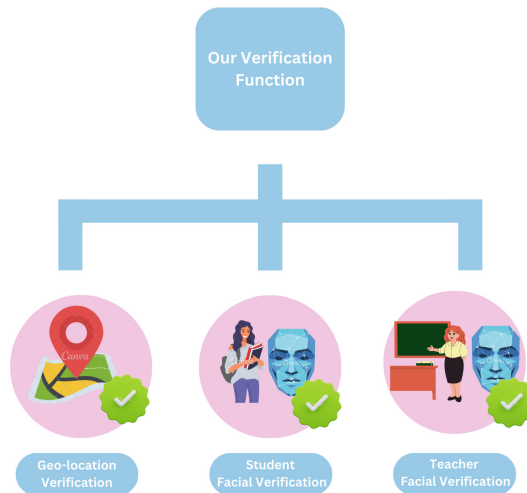 Our Verification
Function
Canva
Geo-location
Verification
Student
Facial Verification
Teacher
Facial Verification